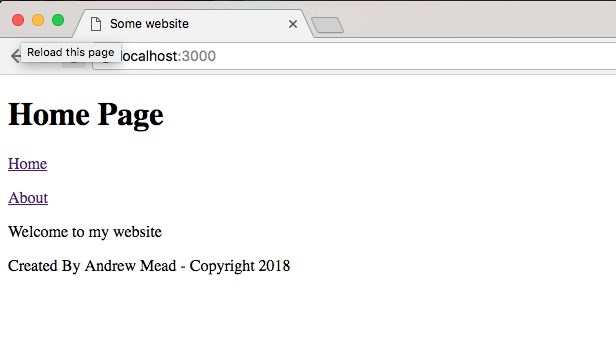 Some website
Reload this page
localhost:3000
Home Page
Home
About
Welcome to my website
Created By Andrew Mead - Copyright 2018